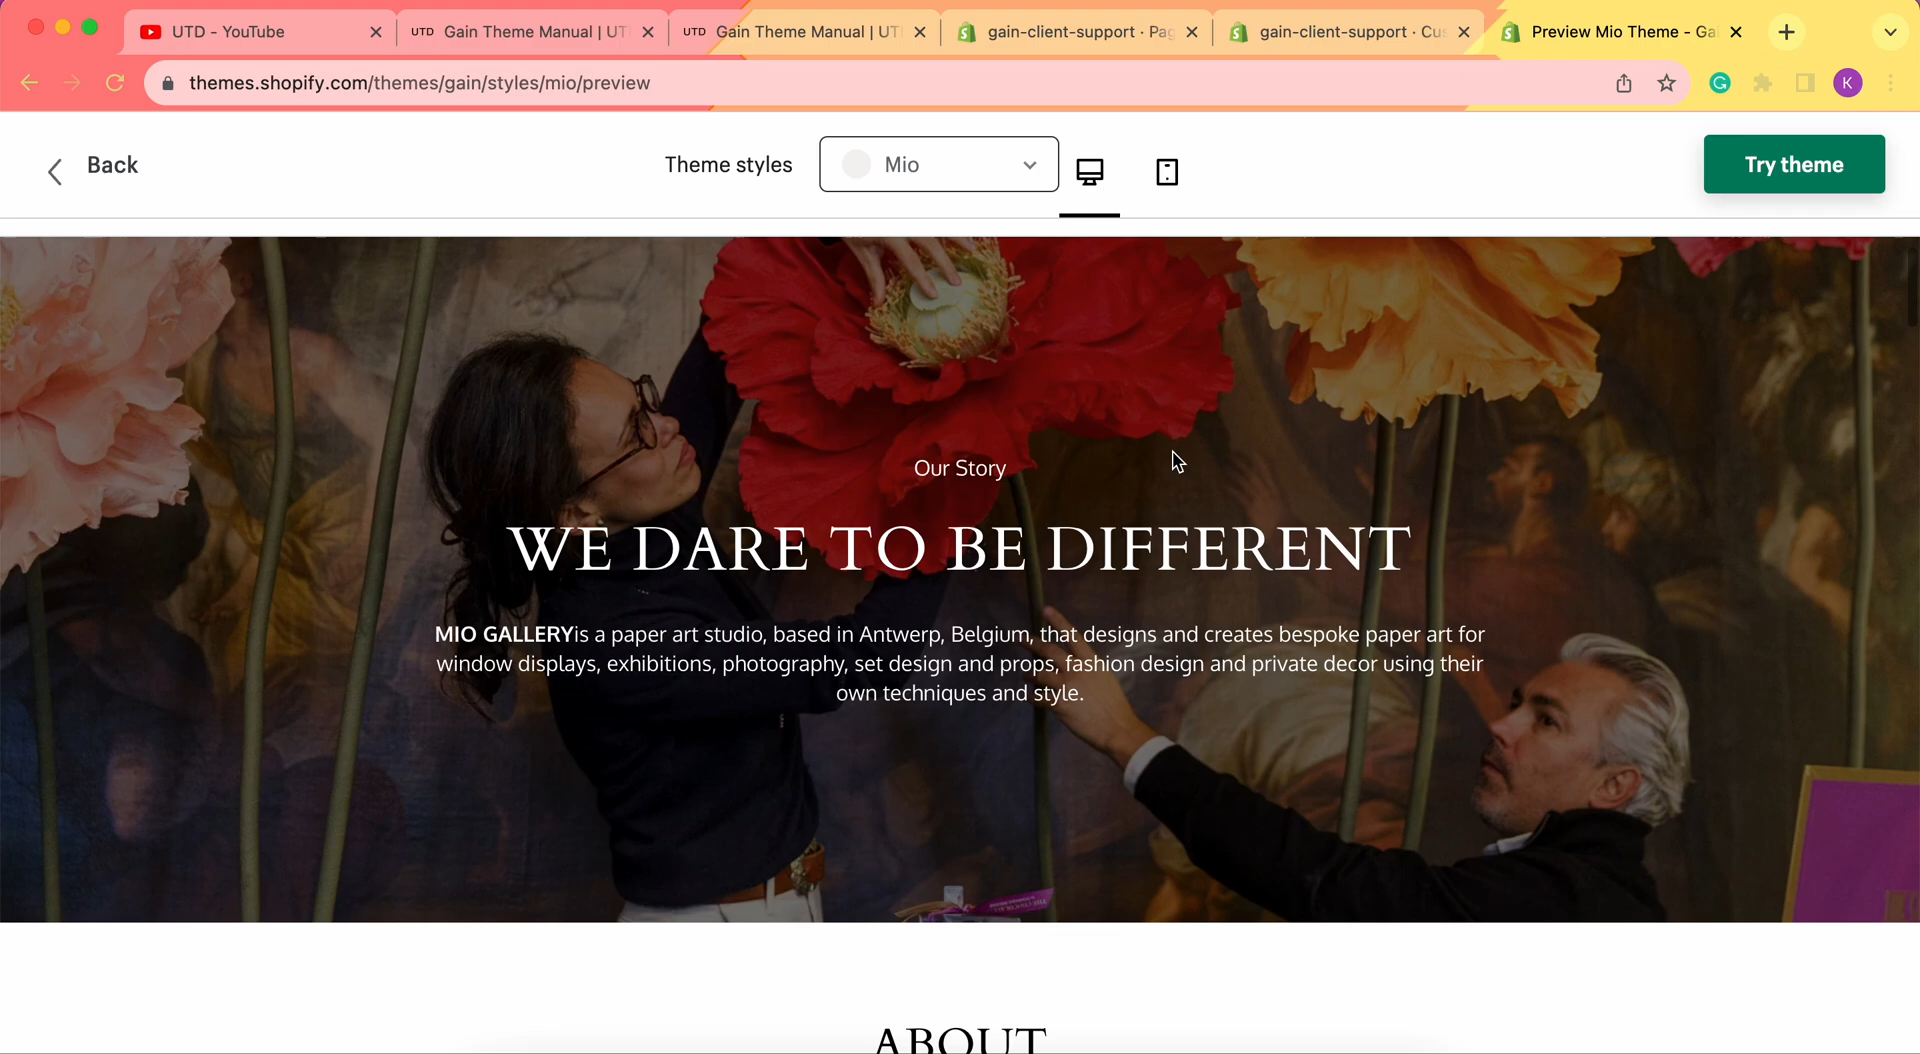 UTD - YouTube
UTD Gain Theme Manual | UT
UTD Gain Theme Manual | UT
gain-client-support · Pag
gain-client-support · Cus
Preview Mio Theme - Ga
themes.shopify.com/themes/gain/styles/mio/preview
K
Back
Theme styles
Mio
Try theme
Our Story
WE DARE TO BE DIFFERENT
MIO GALLERYis a paper art studio, based in Antwerp, Belgium, that designs and creates bespoke paper art for
window displays, exhibitions, photography, set design and props, fashion design and private decor using their
own techniques and style.
ABOUT